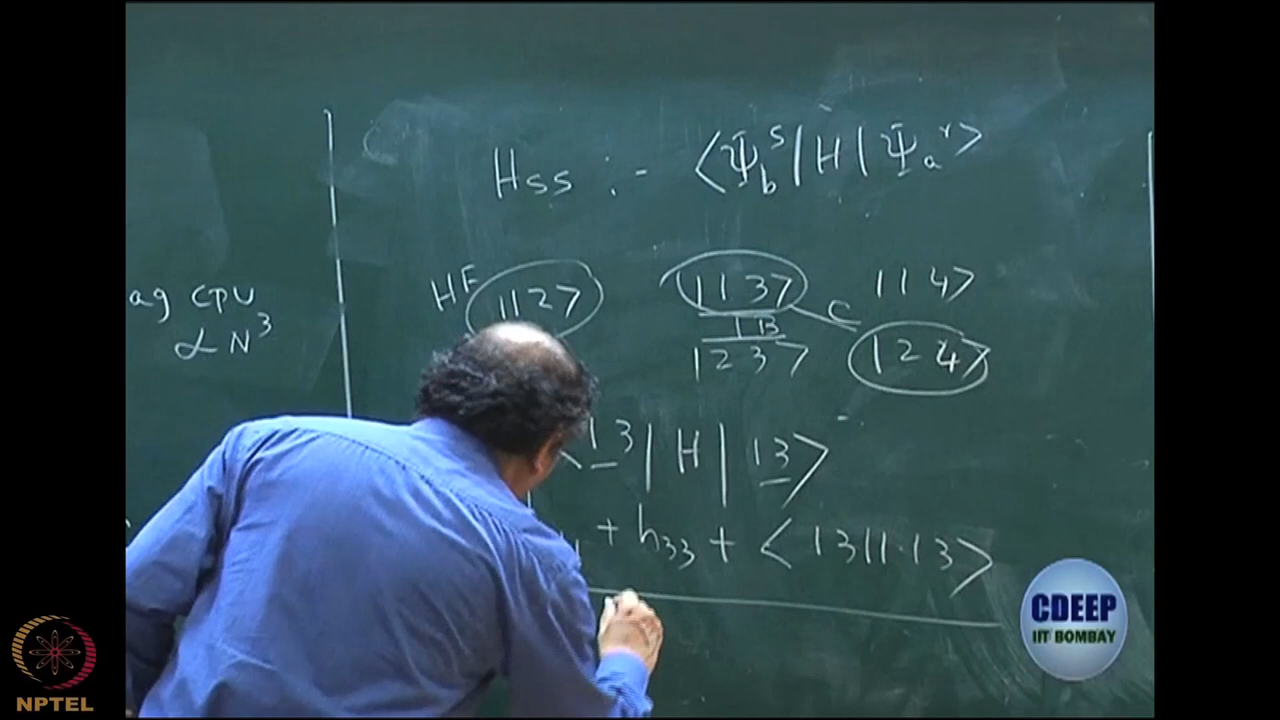 Hss :- ⟨Ψ_b^s|H|Ψ_a^r⟩
ag CPU
∝ N³
HF |12⟩ |13⟩ |14⟩
|B C
|23⟩ |24⟩
⟨13|H|13⟩
+ h₃₃ + ⟨13||13⟩
CDEEP
IIT BOMBAY
NPTEL